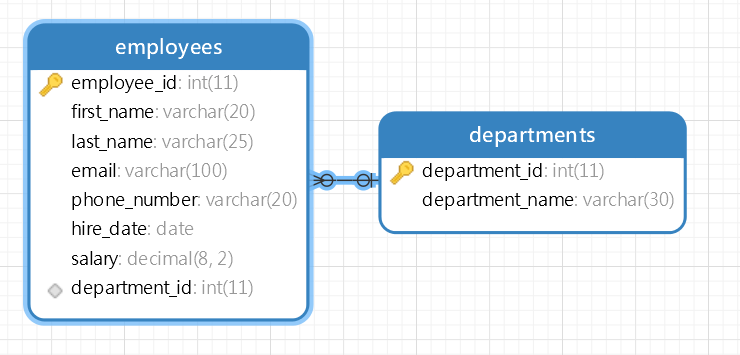 employees
employee_id: int(11)
first_name: varchar(20)
last_name: varchar(25)
email: varchar(100)
phone_number: varchar(20)
hire_date: date
salary: decimal(8, 2)
department_id: int(11)
departments
department_id: int(11)
department_name: varchar(30)